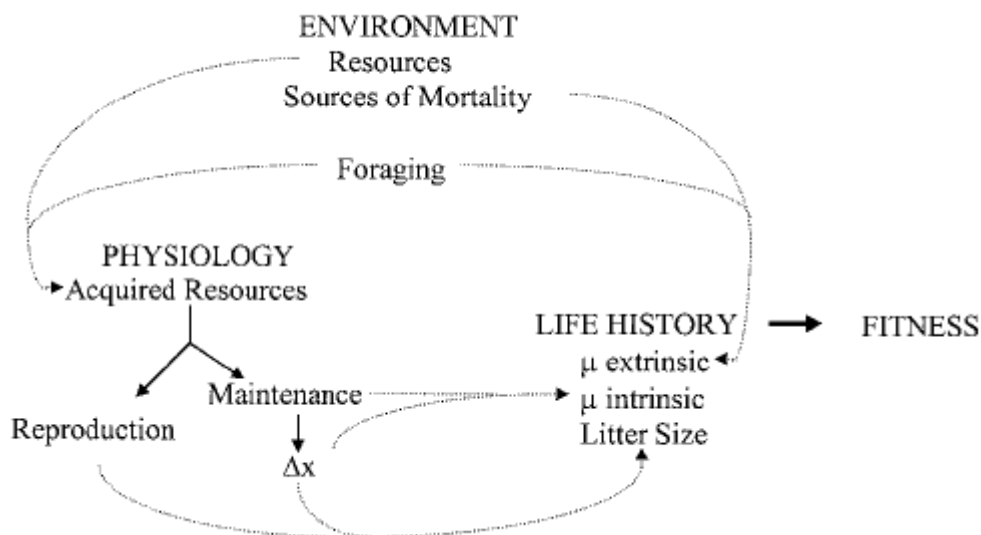 ENVIRONMENT
Resources
Sources of Mortality
Foraging
PHYSIOLOGY
Acquired Resources
LIFE HISTORY
FITNESS
μ extrinsic
Maintenance
μ intrinsic
Reproduction
Litter Size
Δx